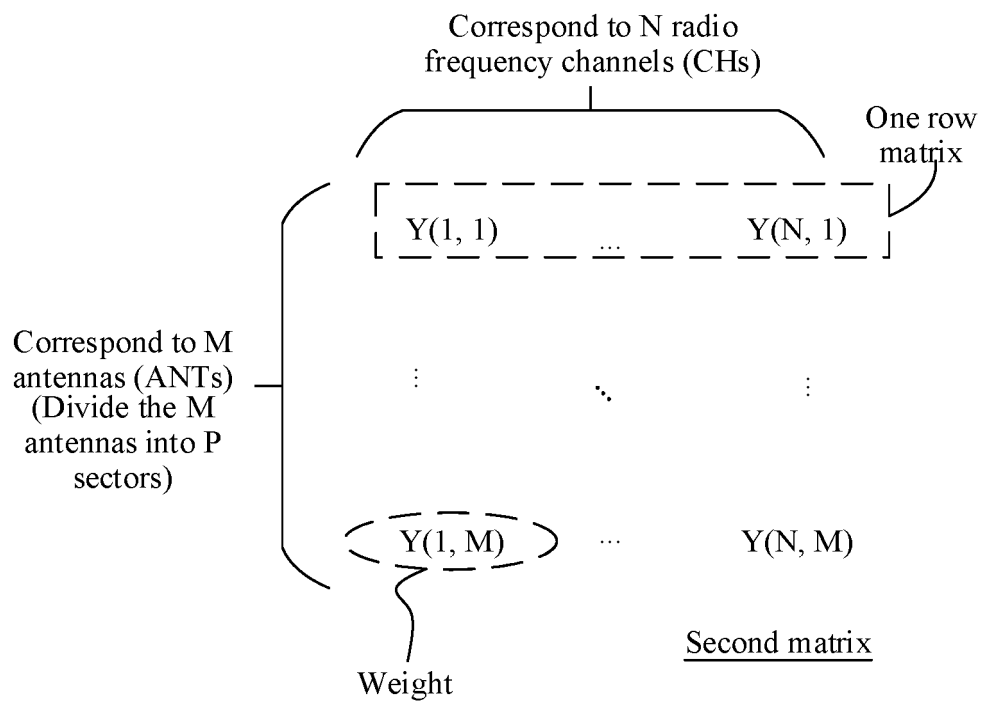 Correspond to N radio
frequency channels (CHs)
One row
matrix
Y(1, 1) ... Y(N, 1)
Correspond to M
antennas (ANTs)
(Divide the M
antennas into P
sectors)
⋮ ⋱ ⋮
Y(1, M) ... Y(N, M)
Second matrix
Weight